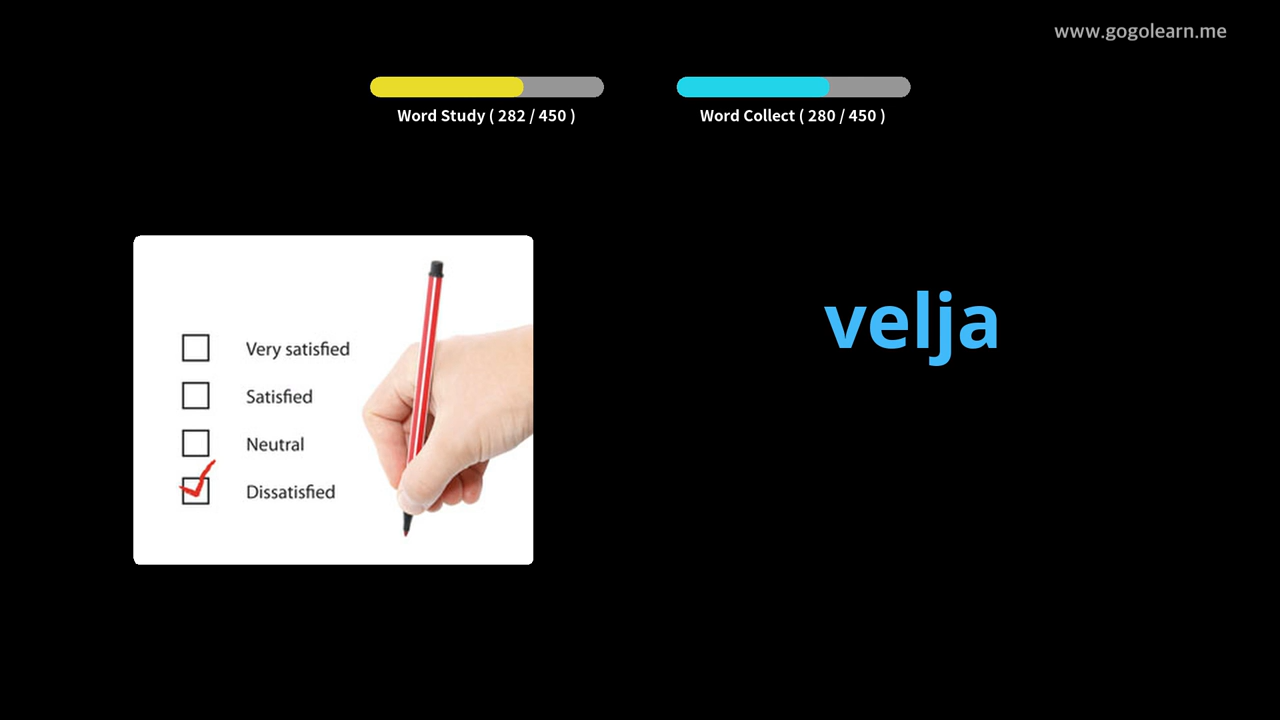 www.gogolearn.me
Word Study ( 282 / 450 )
Word Collect ( 280 / 450 )
velja
Very satisfied
Satisfied
Neutral
Dissatisfied